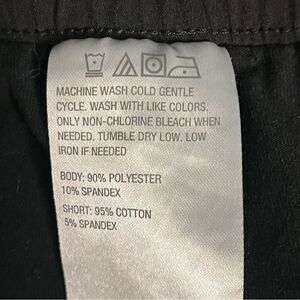 MACHINE WASH COLD GENTLE
CYCLE. WASH WITH LIKE COLORS.
ONLY NON-CHLORINE BLEACH WHEN
NEEDED. TUMBLE DRY LOW. LOW
IRON IF NEEDED
BODY: 90% POLYESTER
10% SPANDEX
SHORT: 95% COTTON
5% SPANDEX